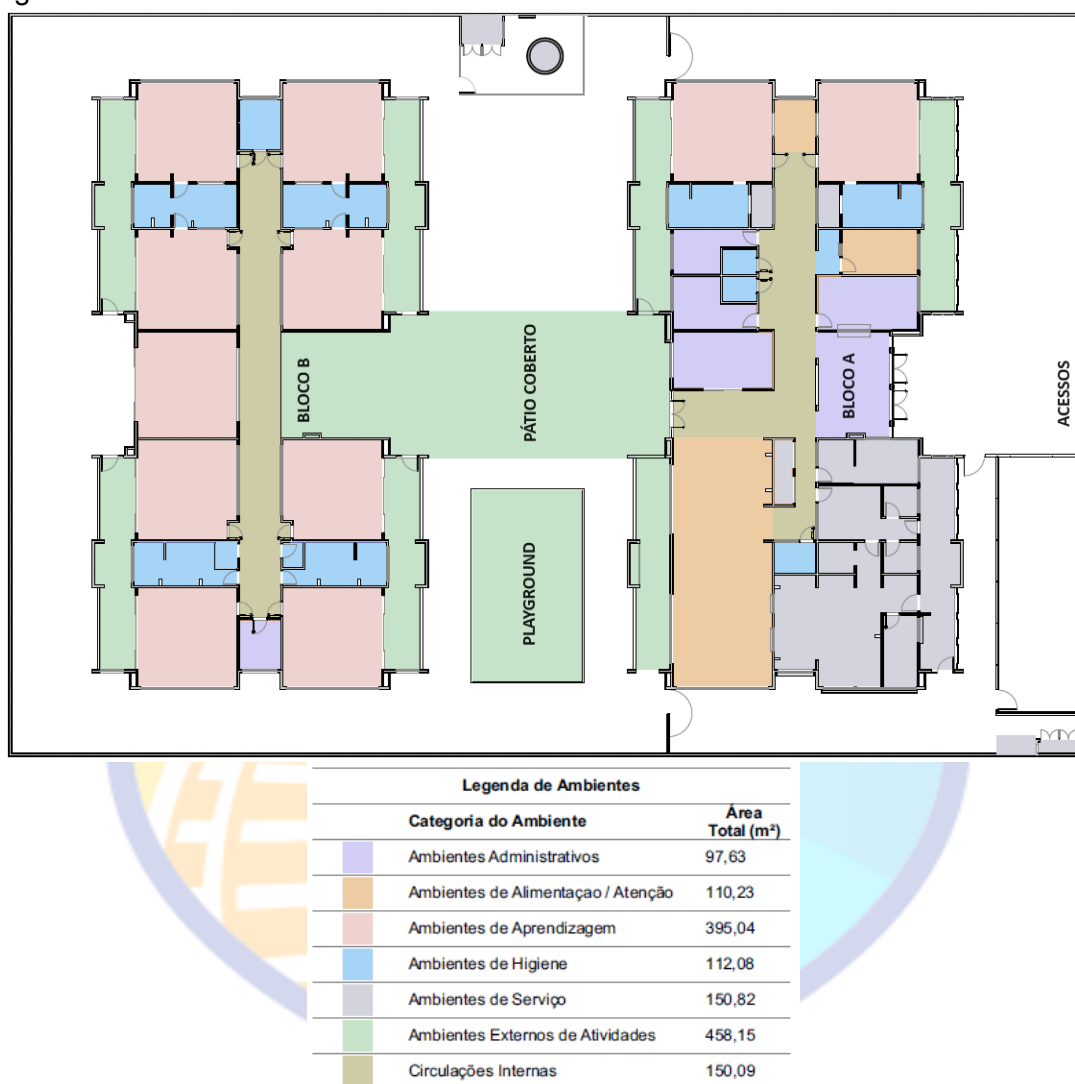 BLOCO B
PÁTIO COBERTO
BLOCO A
ACESSOS
PLAYGROUND
Legenda de Ambientes
Categoria do Ambiente Área Total (m²)
Ambientes Administrativos 97,63
Ambientes de Alimentaçao / Atenção 110,23
Ambientes de Aprendizagem 395,04
Ambientes de Higiene 112,08
Ambientes de Serviço 150,82
Ambientes Externos de Atividades 458,15
Circulações Internas 150,09